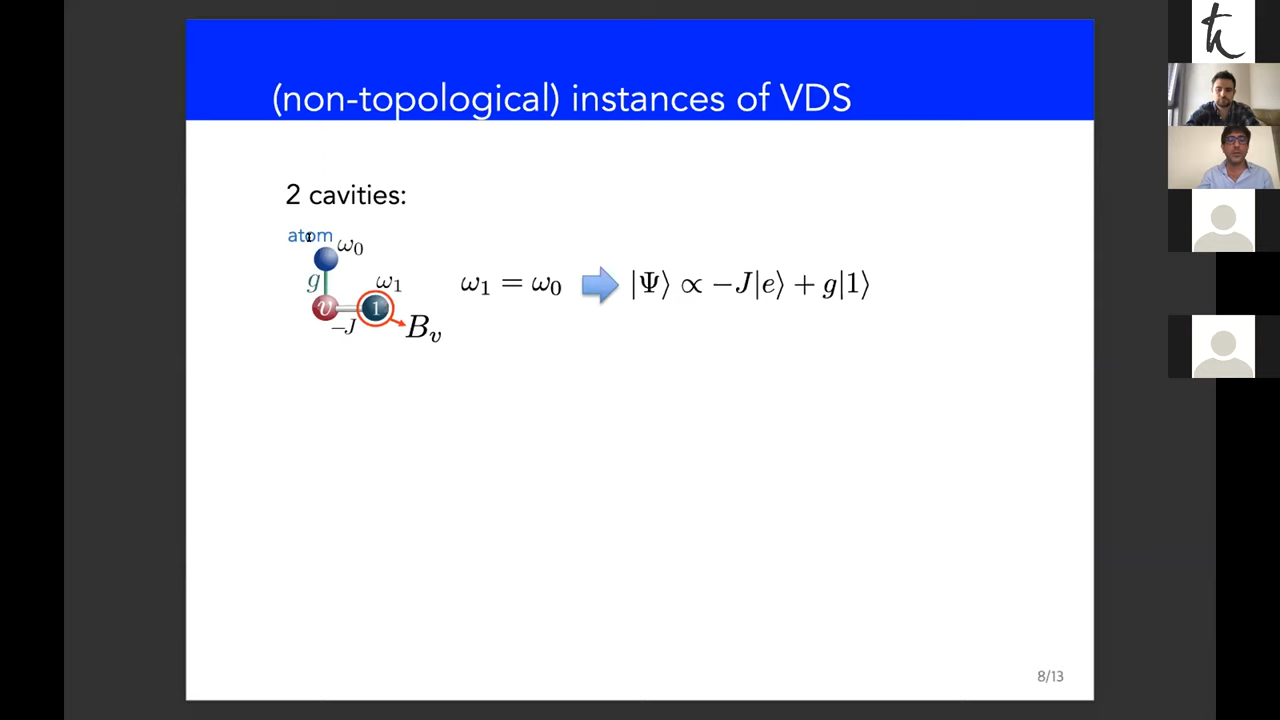 (non-topological) instances of VDS
2 cavities:
atom
ω₀
g
ω₁
v
1
−J
Bᵥ
ω₁ = ω₀
|Ψ⟩ ∝ −J|e⟩ + g|1⟩
8/13